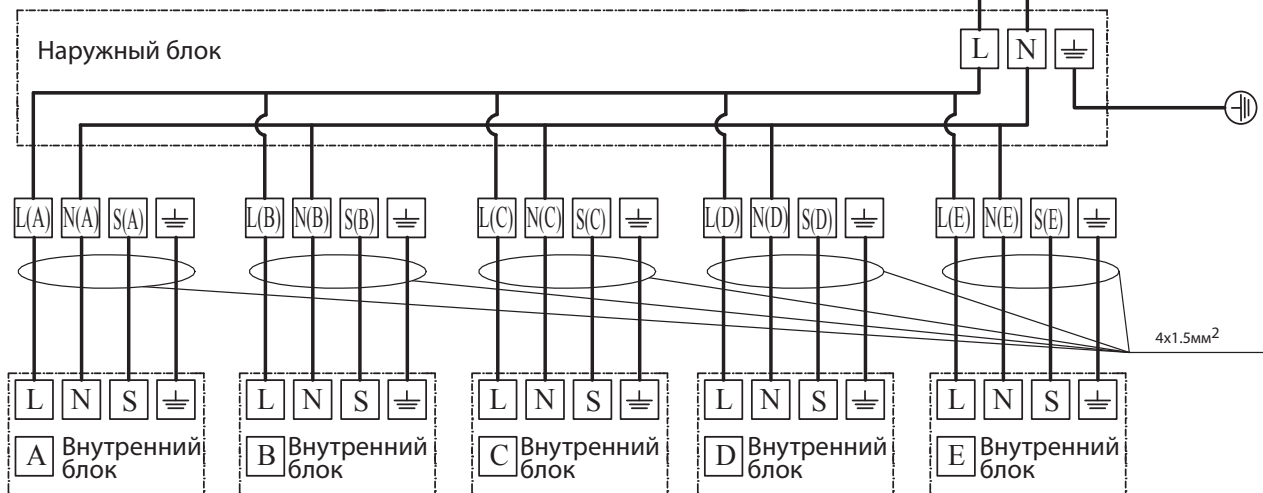 Наружный блок
L N
L(A) N(A) S(A) L(B) N(B) S(B) L(C) N(C) S(C) L(D) N(D) S(D) L(E) N(E) S(E)
4x1.5мм²
L N S L N S L N S L N S L N S
A Внутренний блок
B Внутренний блок
C Внутренний блок
D Внутренний блок
E Внутренний блок